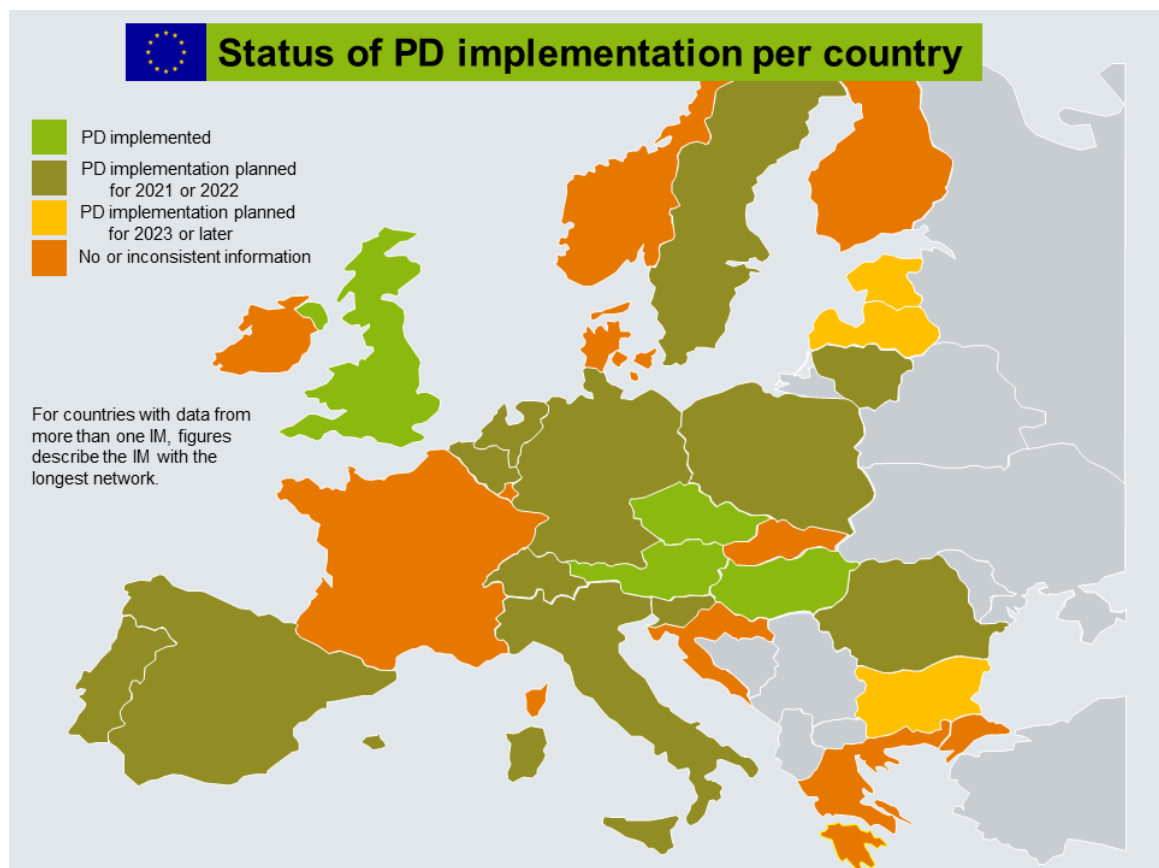 Status of PD implementation per country
PD implemented
PD implementation planned
for 2021 or 2022
PD implementation planned
for 2023 or later
No or inconsistent information
For countries with data from
more than one IM, figures
describe the IM with the
longest network.